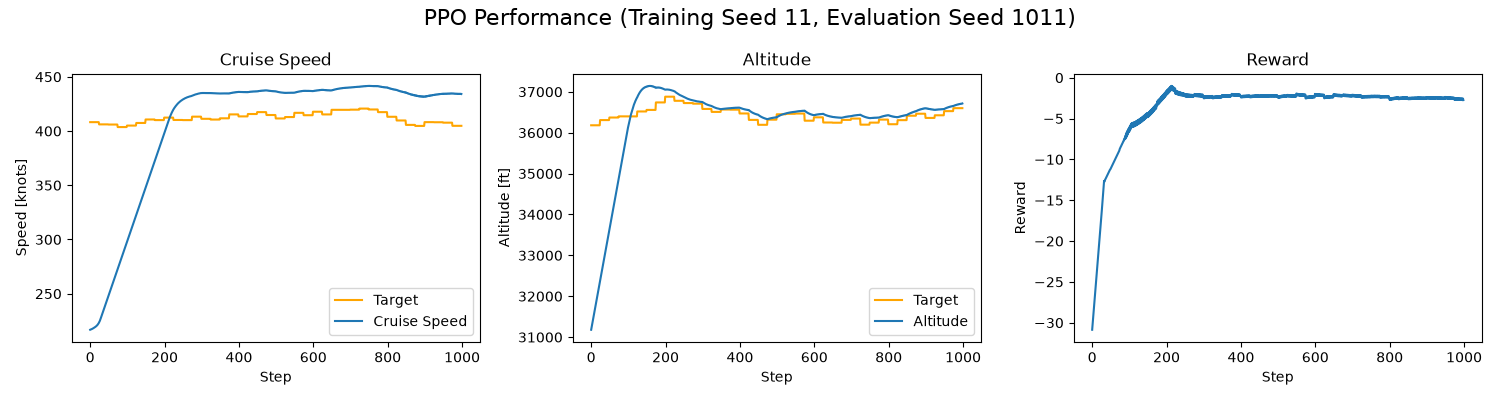 PPO Performance (Training Seed 11, Evaluation Seed 1011)
Cruise Speed
450
400
350
300
250
Speed [knots]
0 200 400 600 800 1000
Step
Target
Cruise Speed
Altitude
37000
36000
35000
34000
33000
32000
31000
Altitude [ft]
0 200 400 600 800 1000
Step
Target
Altitude
Reward
0
−5
−10
−15
−20
−25
−30
Reward
0 200 400 600 800 1000
Step